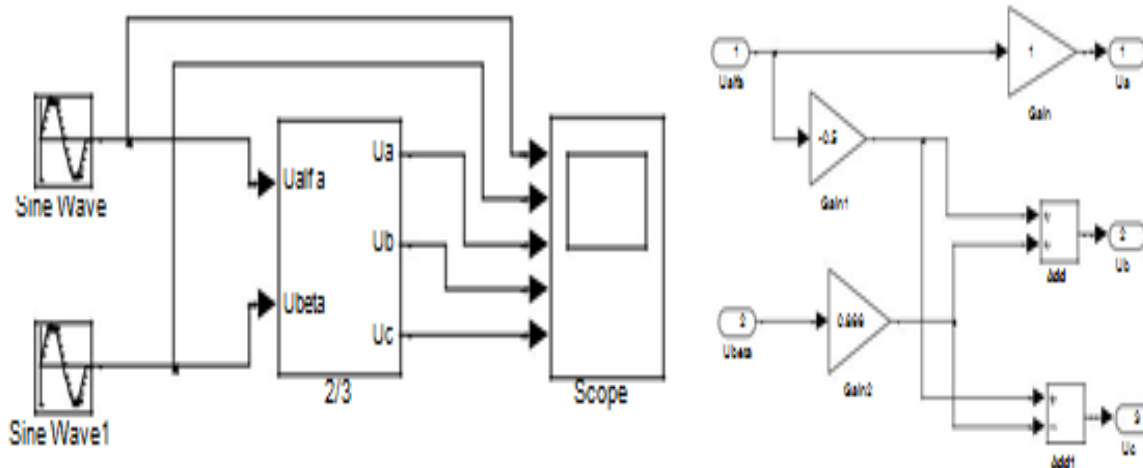 Sine Wave
Sine Wave1
Ualfa
Ubeta
Ua
Ub
Uc
2/3
Scope
1
Ualfa
1
Gain
1
Ua
-0.5
Gain1
Add
2
Ub
2
Ubeta
Gain2
Add1
3
Uc